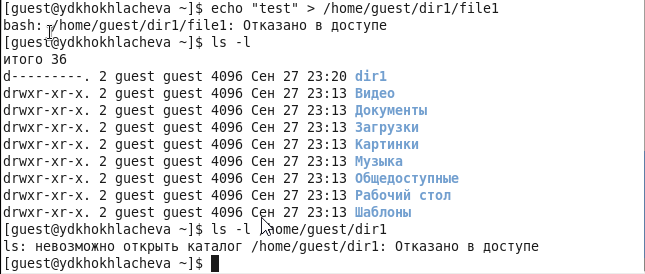 [guest@ydkhokhlacheva ~]$ echo "test" > /home/guest/dir1/file1
bash: /home/guest/dir1/file1: Отказано в доступе
[guest@ydkhokhlacheva ~]$ ls -l
итого 36
d---------. 2 guest guest 4096 Сен 27 23:20 dir1
drwxr-xr-x. 2 guest guest 4096 Сен 27 23:13 Видео
drwxr-xr-x. 2 guest guest 4096 Сен 27 23:13 Документы
drwxr-xr-x. 2 guest guest 4096 Сен 27 23:13 Загрузки
drwxr-xr-x. 2 guest guest 4096 Сен 27 23:13 Картинки
drwxr-xr-x. 2 guest guest 4096 Сен 27 23:13 Музыка
drwxr-xr-x. 2 guest guest 4096 Сен 27 23:13 Общедоступные
drwxr-xr-x. 2 guest guest 4096 Сен 27 23:13 Рабочий стол
drwxr-xr-x. 2 guest guest 4096 Сен 27 23:13 Шаблоны
[guest@ydkhokhlacheva ~]$ ls -l /home/guest/dir1
ls: невозможно открыть каталог /home/guest/dir1: Отказано в доступе
[guest@ydkhokhlacheva ~]$